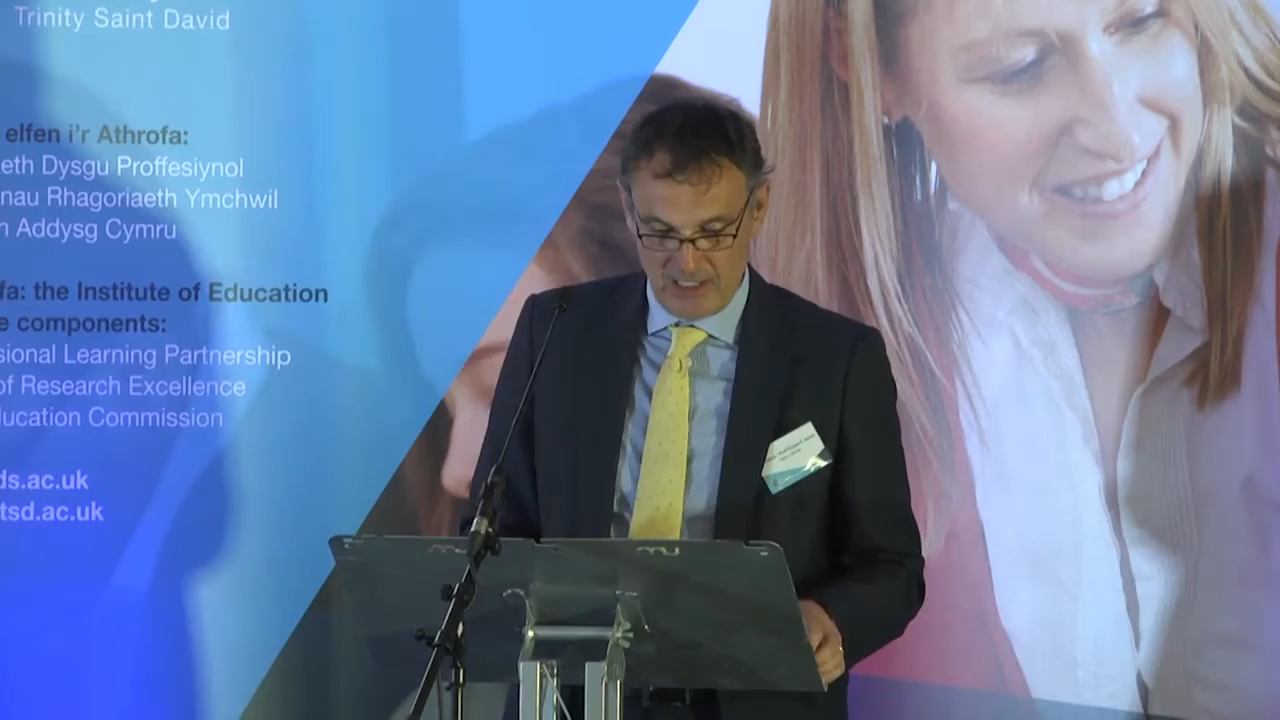 Trinity Saint David
elfen i'r Athrofa:
eth Dysgu Proffesiynol
nau Rhagoriaeth Ymchwil
n Addysg Cymru
fa: the Institute of Education
e components:
sional Learning Partnership
of Research Excellence
ducation Commission
ds.ac.uk
tsd.ac.uk